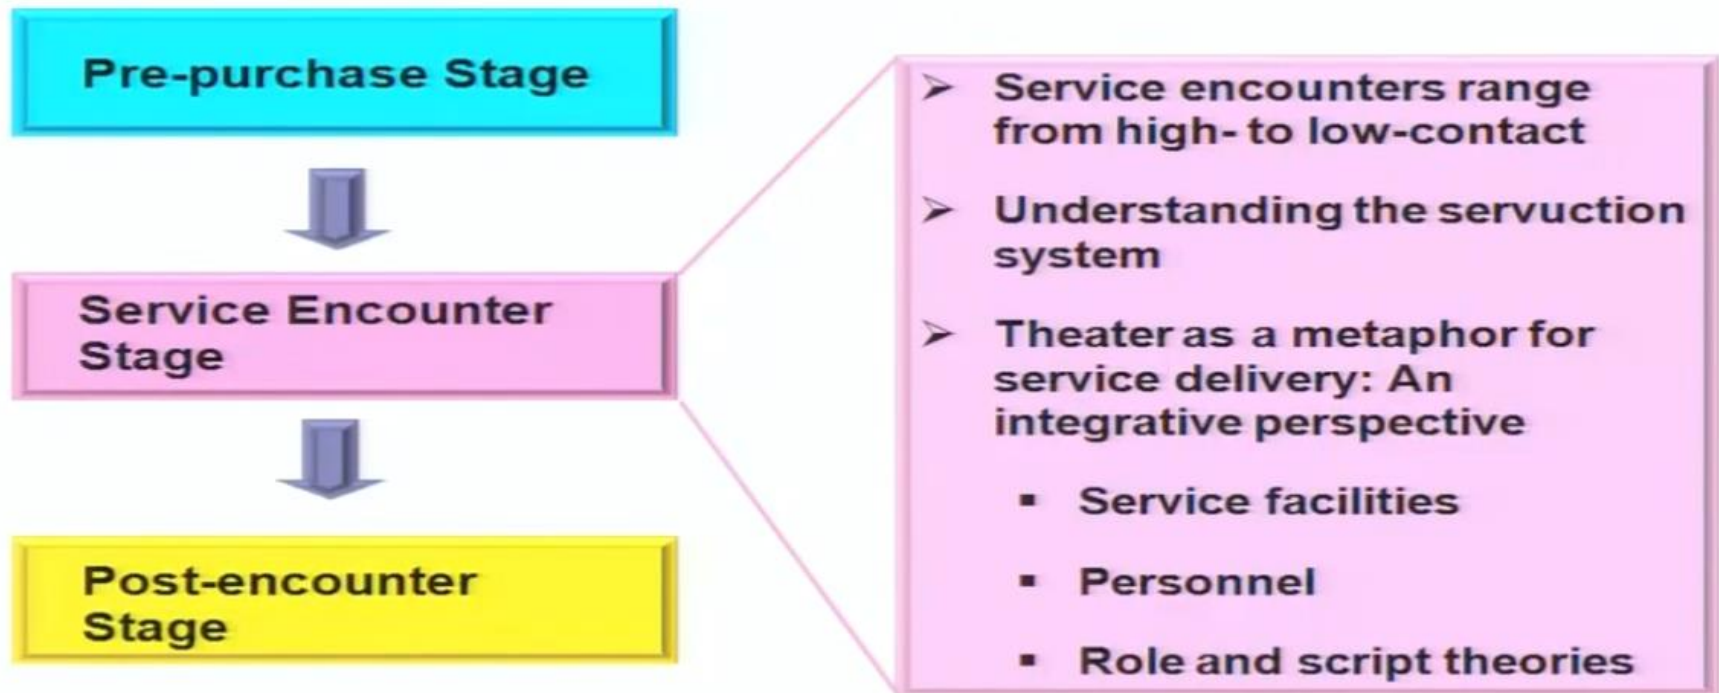 Pre-purchase Stage
Service Encounter
Stage
Post-encounter
Stage
➢ Service encounters range
from high- to low-contact
➢ Understanding the servuction
system
➢ Theater as a metaphor for
service delivery: An
integrative perspective
▪ Service facilities
▪ Personnel
▪ Role and script theories